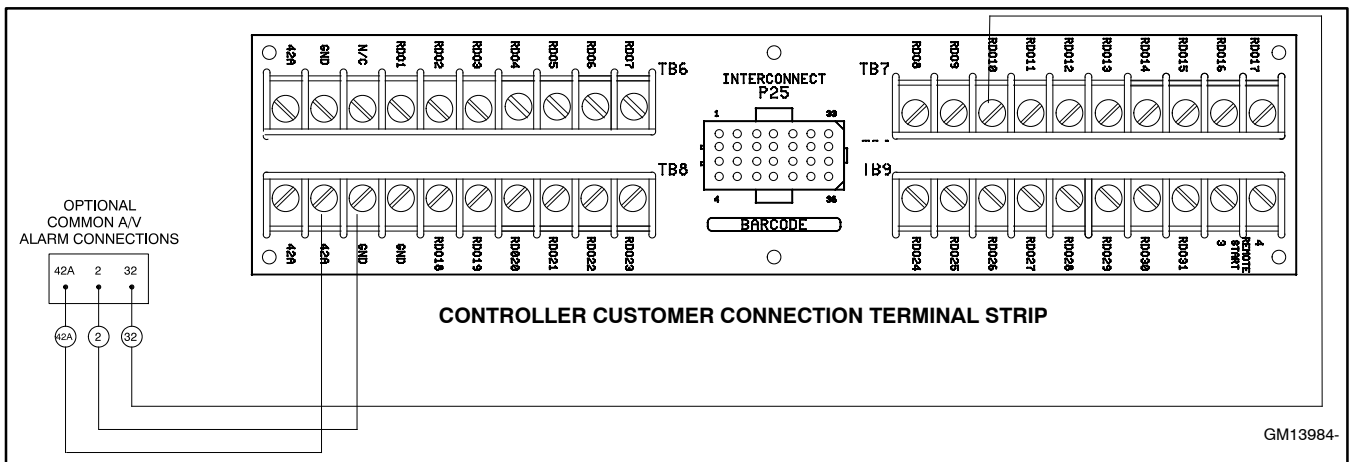 42A GND N/C RDO1 RDO2 RDO3 RDO4 RDO5 RDO6 RDO7
TB6
INTERCONNECT
P25
1 33
4 36
BARCODE
TB7
RDO8 RDO9 RDO10 RDO11 RDO12 RDO13 RDO14 RDO15 RDO16 RDO17
TB8
42A 42A GND GND RDO18 RDO19 RDO20 RDO21 RDO22 RDO23
TB9
RDO24 RDO25 RDO26 RDO27 RDO28 RDO29 RDO30 RDO31 3 REMOTE START 4
OPTIONAL
COMMON A/V
ALARM CONNECTIONS
42A 2 32
42A 2 32
CONTROLLER CUSTOMER CONNECTION TERMINAL STRIP
GM13984-